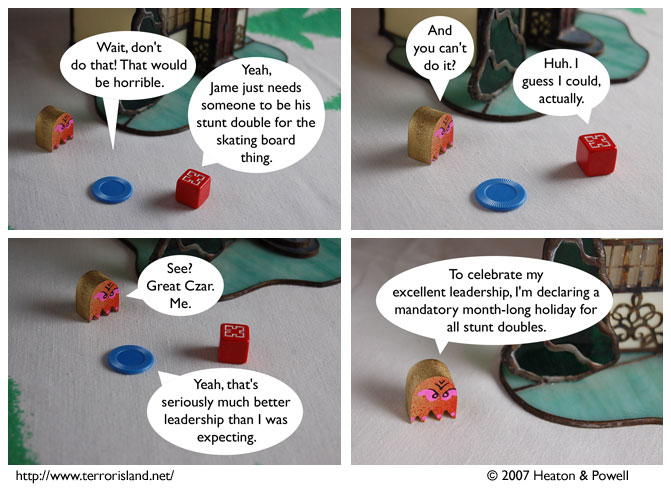 Wait, don't
do that! That would
be horrible.
Yeah,
Jame just needs
someone to be his
stunt double for the
skating board
thing.
And
you can't
do it?
Huh. I
guess I could,
actually.
See?
Great Czar.
Me.
Yeah, that's
seriously much better
leadership than I was
expecting.
To celebrate my
excellent leadership, I'm declaring a
mandatory month-long holiday for
all stunt doubles.
http://www.terrorisland.net/
© 2007 Heaton & Powell